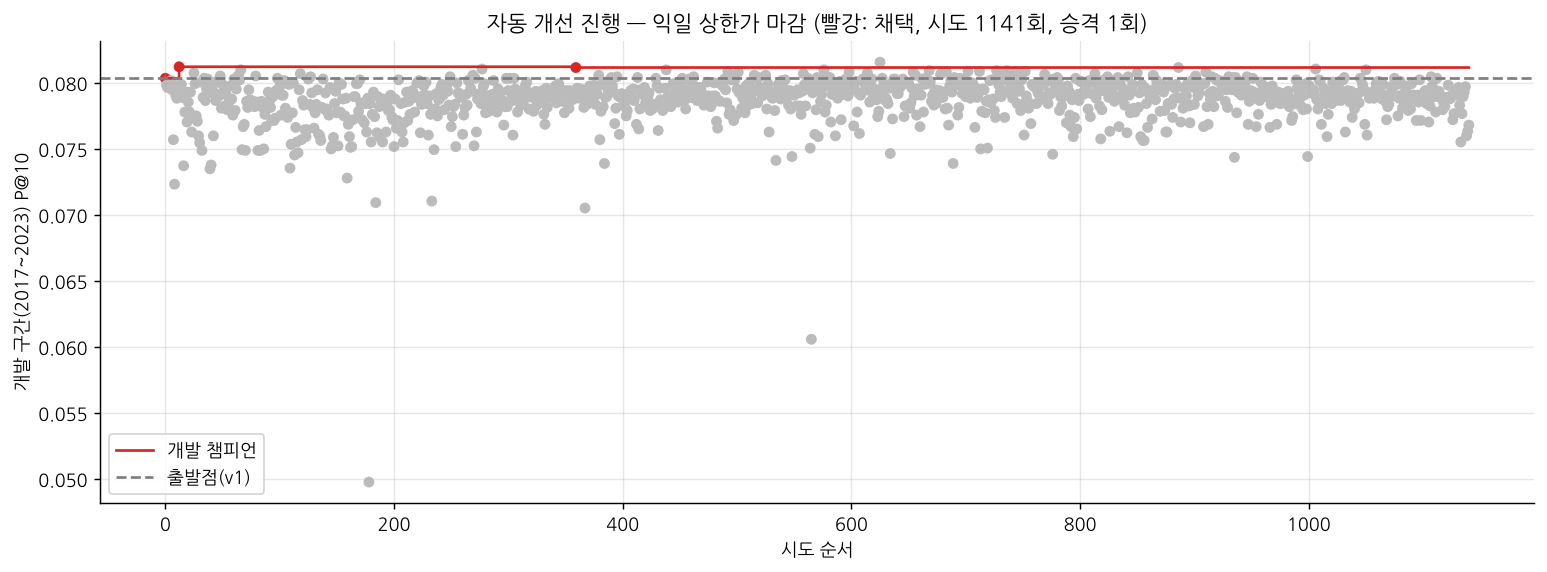 자동 개선 진행 — 익일 상한가 마감 (빨강: 채택, 시도 1141회, 승격 1회)
개발 구간(2017~2023) P@10
0.080
0.075
0.070
0.065
0.060
0.055
0.050
개발 챔피언
출발점(v1)
0 200 400 600 800 1000
시도 순서